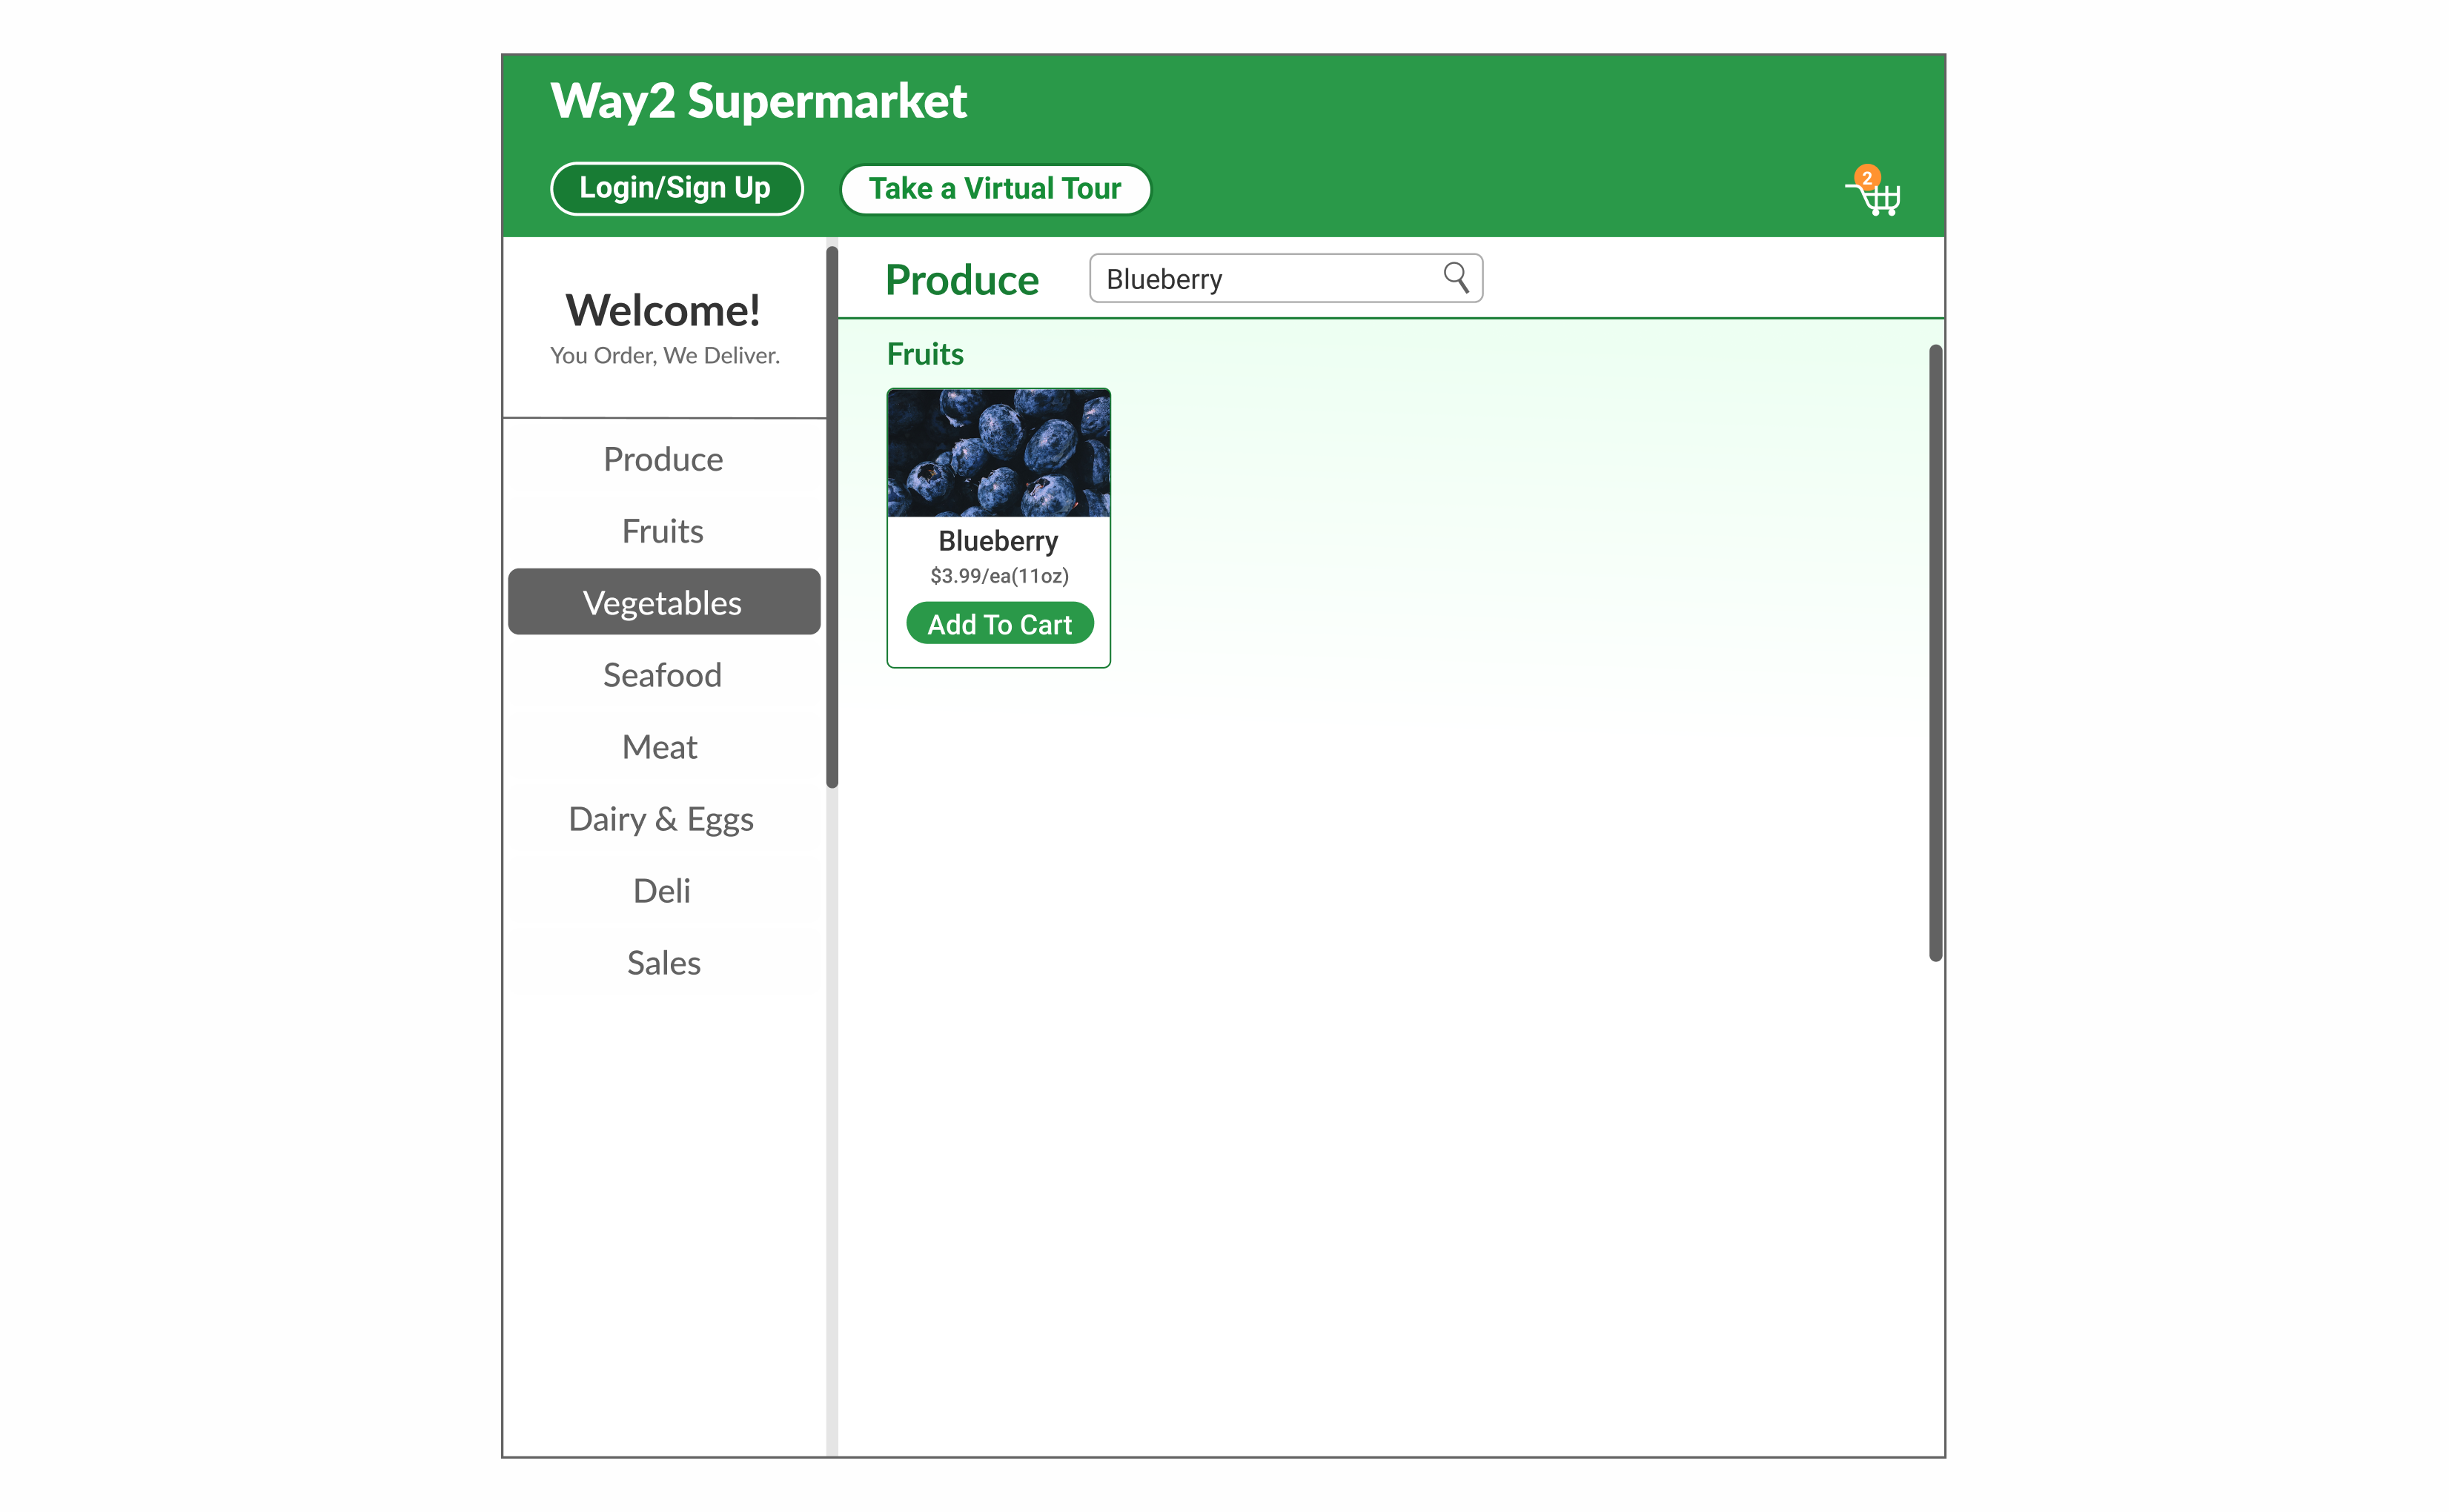 Way2 Supermarket
Login/Sign Up
Take a Virtual Tour
2
Welcome!
You Order, We Deliver.
Produce
Fruits
Vegetables
Seafood
Meat
Dairy & Eggs
Deli
Sales
Produce
Blueberry
Fruits
Blueberry
$3.99/ea(11oz)
Add To Cart